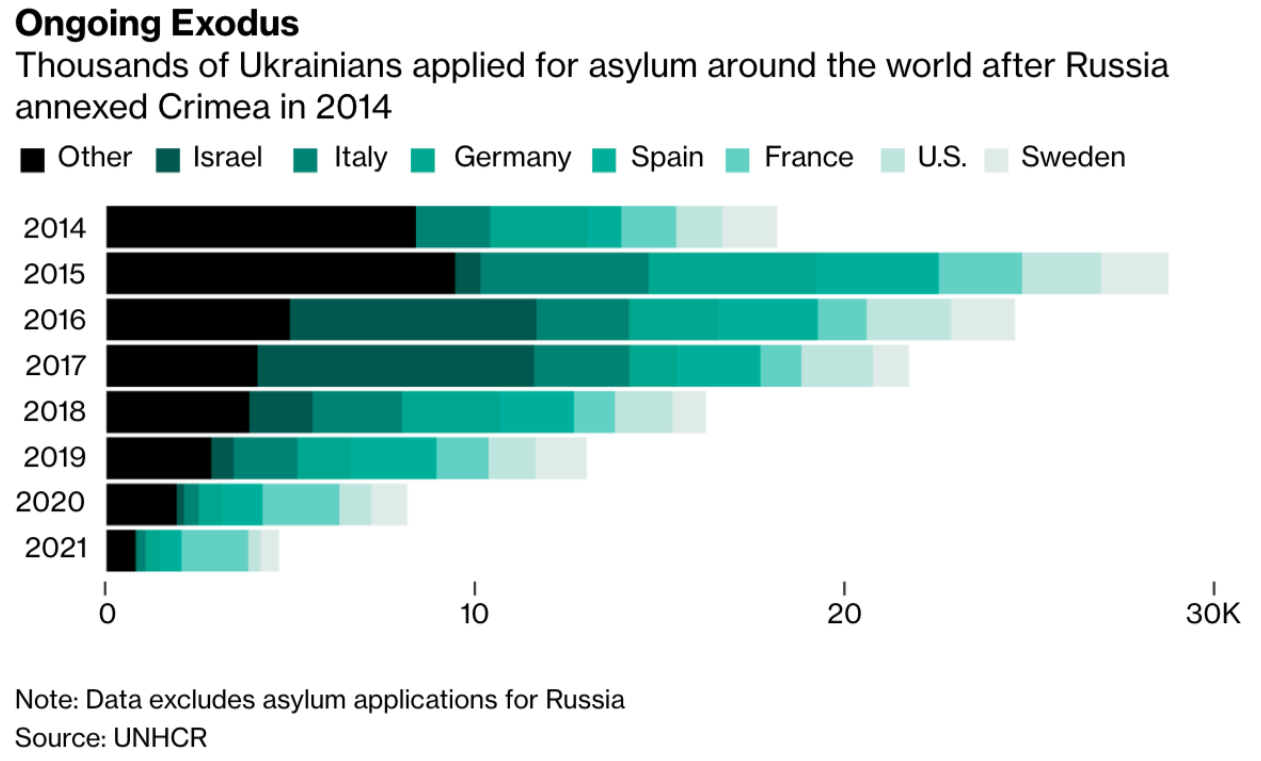 Ongoing Exodus
Thousands of Ukrainians applied for asylum around the world after Russia
annexed Crimea in 2014
Other Israel Italy Germany Spain France U.S. Sweden
2014
2015
2016
2017
2018
2019
2020
2021
0 10 20 30K
Note: Data excludes asylum applications for Russia
Source: UNHCR